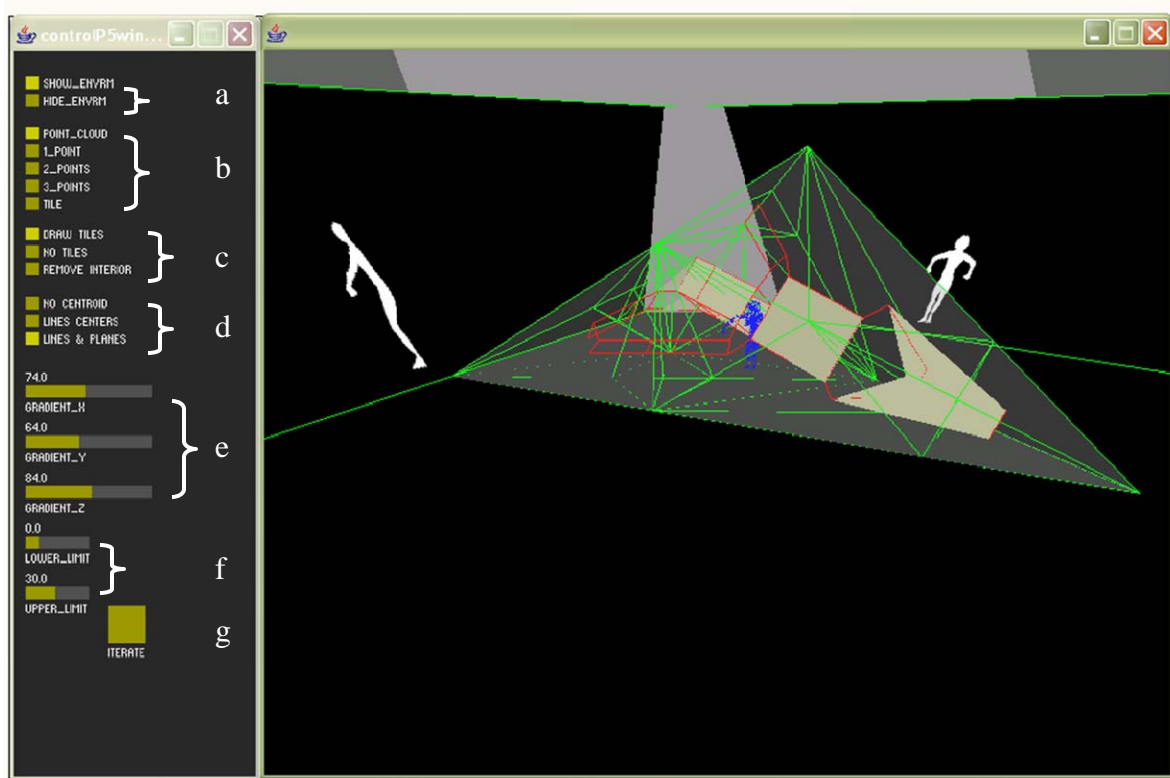 controlP5win...
SHOW_ENVRM
HIDE_ENVRM
a
POINT_CLOUD
1_POINT
2_POINTS
3_POINTS
TILE
b
DRAW TILES
NO TILES
REMOVE INTERIOR
c
NO CENTROID
LINES CENTERS
LINES & PLANES
d
74.0
GRADIENT_X
64.0
GRADIENT_Y
84.0
GRADIENT_Z
e
0.0
LOWER_LIMIT
30.0
UPPER_LIMIT
f
ITERATE
g